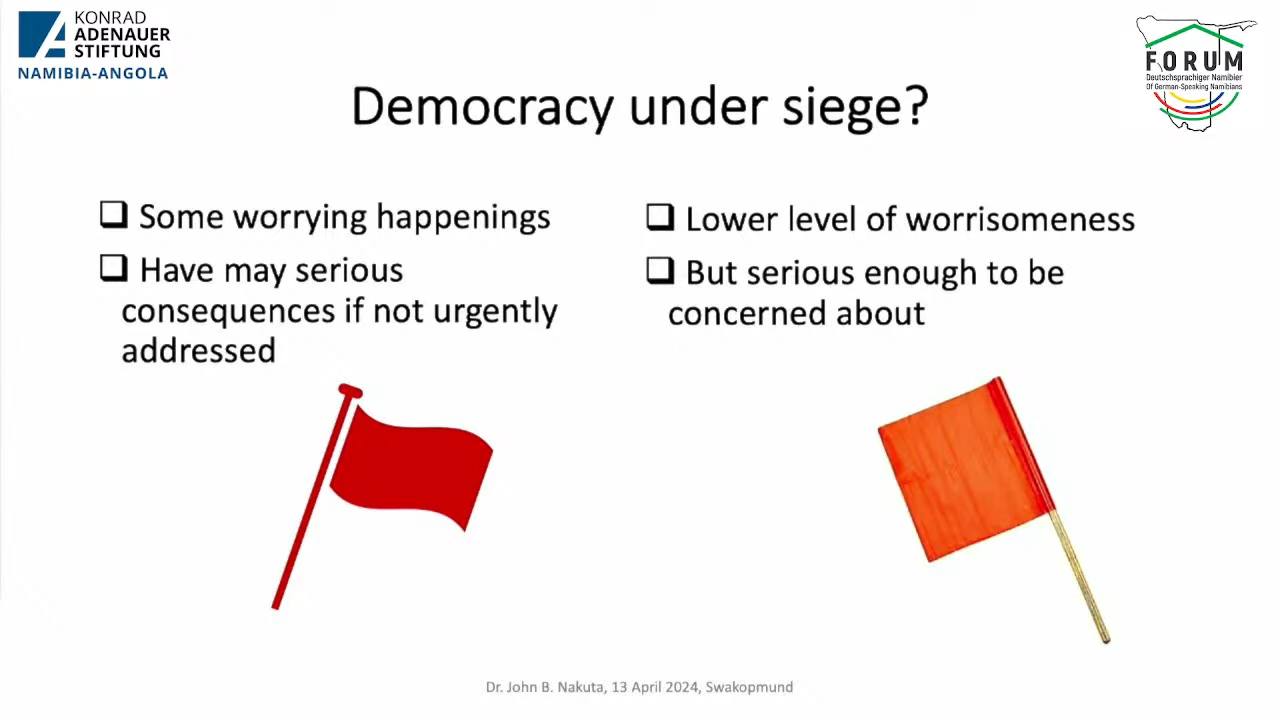 KONRAD
ADENAUER
STIFTUNG
NAMIBIA-ANGOLA
FORUM
Deutschsprachiger Namibier
Of German-Speaking Namibians
Democracy under siege?
Some worrying happenings
Have may serious
consequences if not urgently
addressed
Lower level of worrisomeness
But serious enough to be
concerned about
Dr. John B. Nakuta, 13 April 2024, Swakopmund